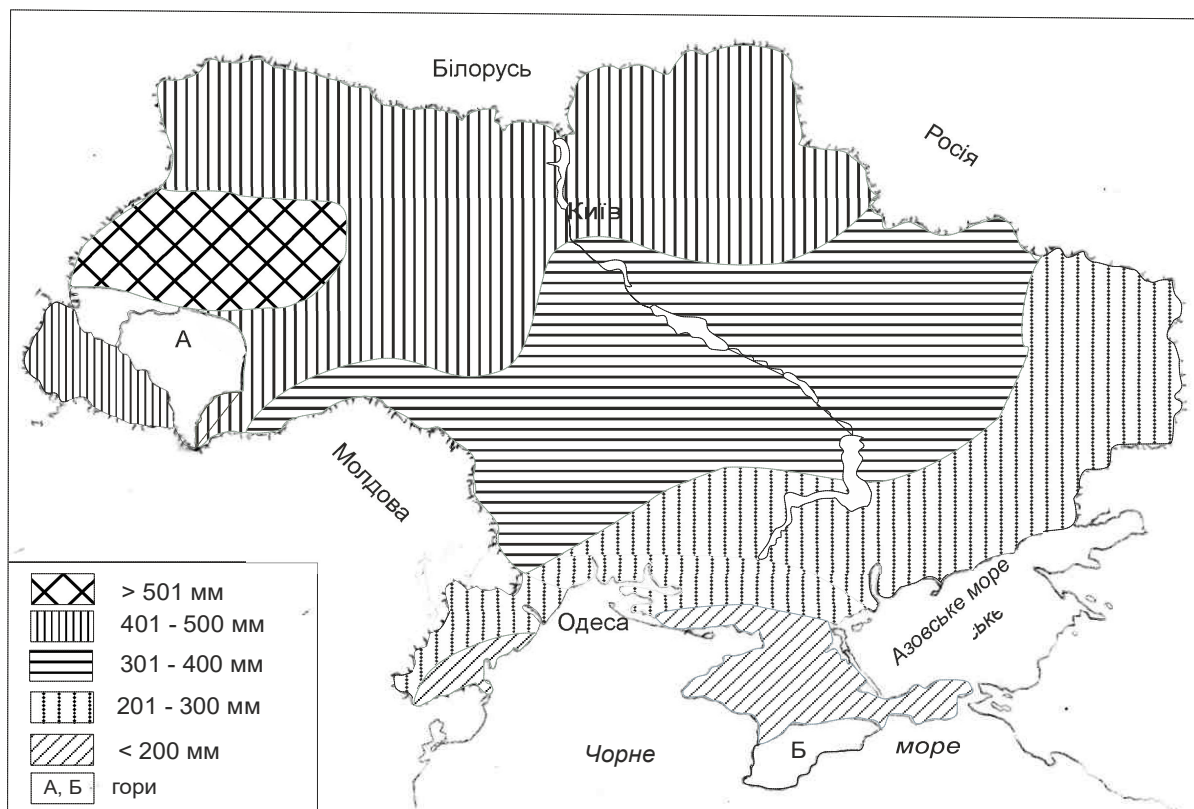 Білорусь
Росія
Київ
А
Молдова
Одеса
Азовське море
ське
Чорне
Б
море
> 501 мм
401 - 500 мм
301 - 400 мм
201 - 300 мм
< 200 мм
А, Б гори